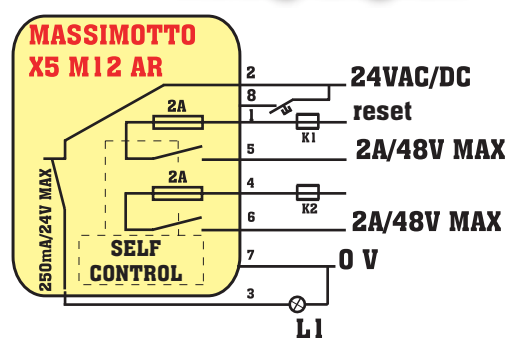 MASSIMOTTO
X5 M12 AR
2
24VAC/DC
8
1
reset
2A
K1
5
2A/48V MAX
2A
4
K2
6
2A/48V MAX
250mA/24V MAX
SELF
CONTROL
7
0 V
3
L1